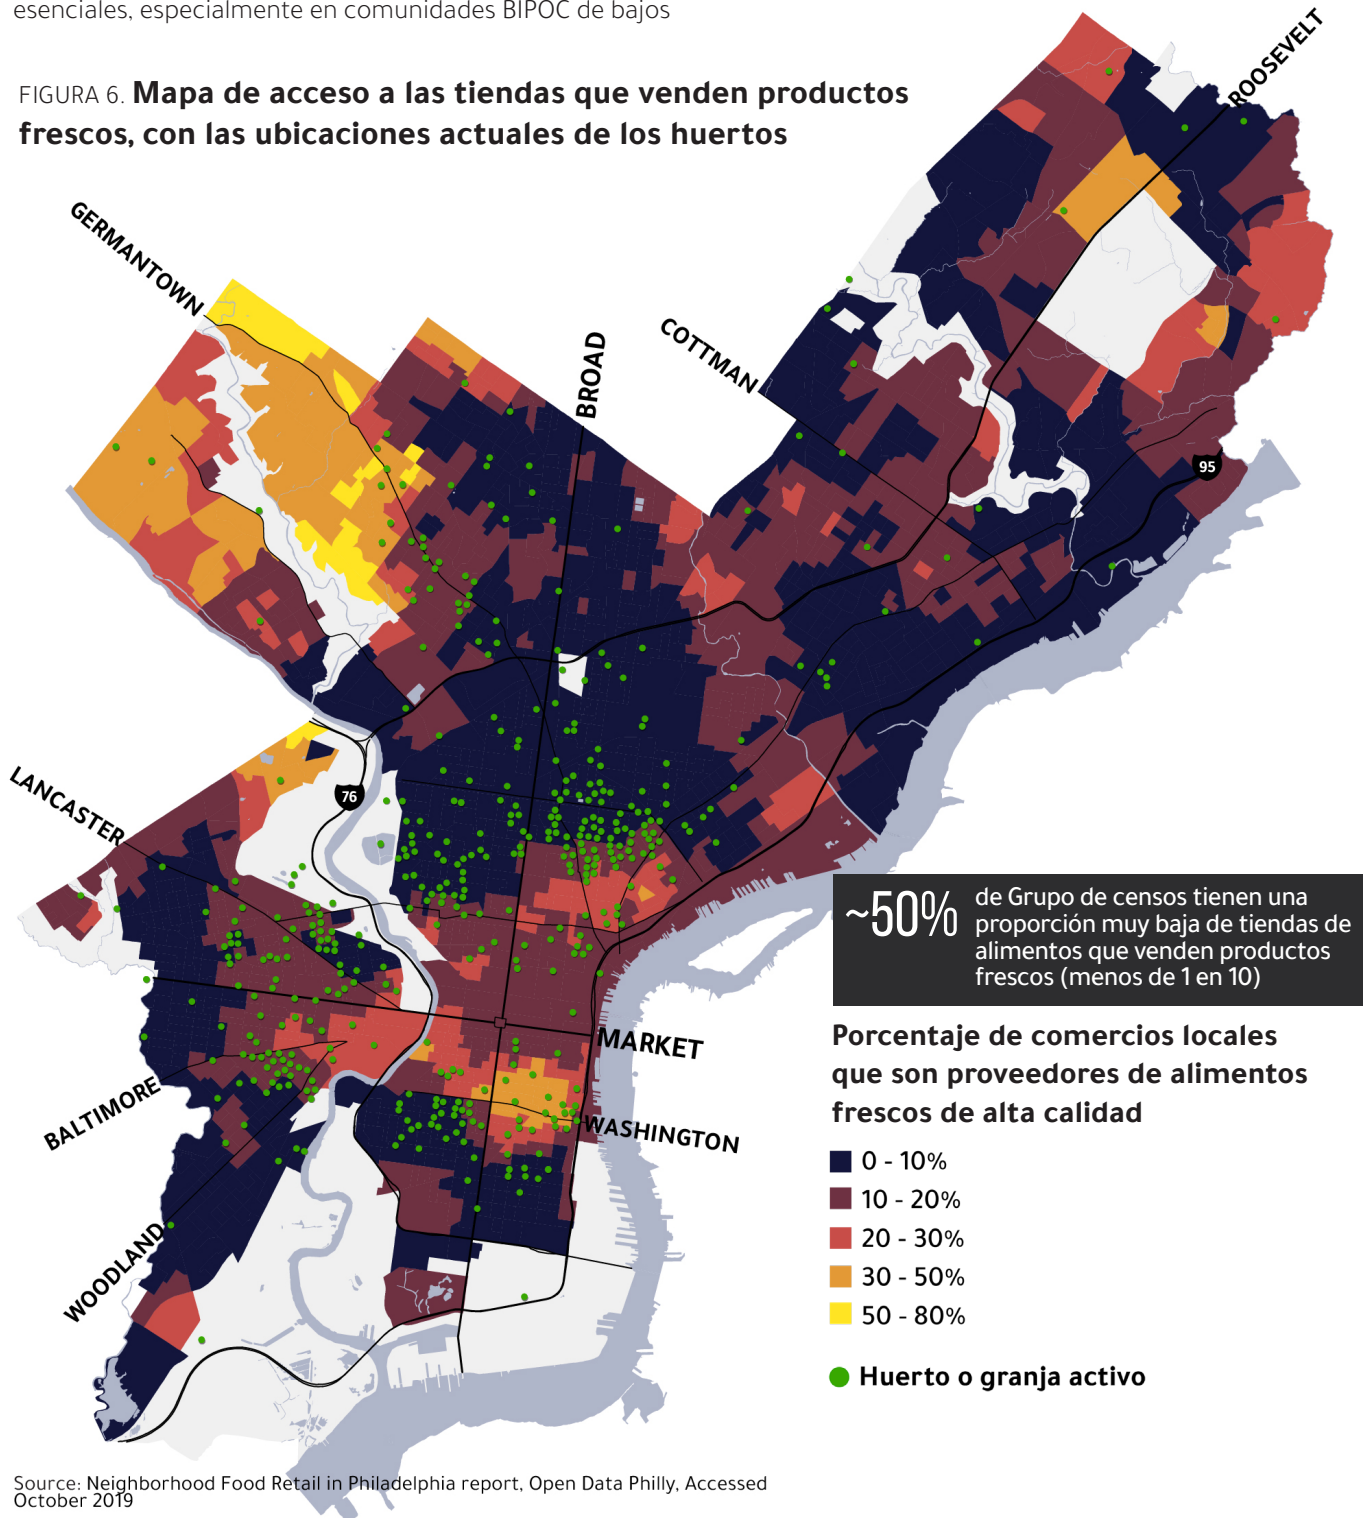 esenciales, especialmente en comunidades BIPOC de bajos
FIGURA 6. Mapa de acceso a las tiendas que venden productos
frescos, con las ubicaciones actuales de los huertos
ROOSEVELT
GERMANTOWN
BROAD
COTTMAN
95
LANCASTER
76
~50%
de Grupo de censos tienen una
proporción muy baja de tiendas de
alimentos que venden productos
frescos (menos de 1 en 10)
MARKET
BALTIMORE
WASHINGTON
WOODLAND
Porcentaje de comercios locales
que son proveedores de alimentos
frescos de alta calidad
0 - 10%
10 - 20%
20 - 30%
30 - 50%
50 - 80%
Huerto o granja activo
Source: Neighborhood Food Retail in Philadelphia report, Open Data Philly, Accessed
October 2019